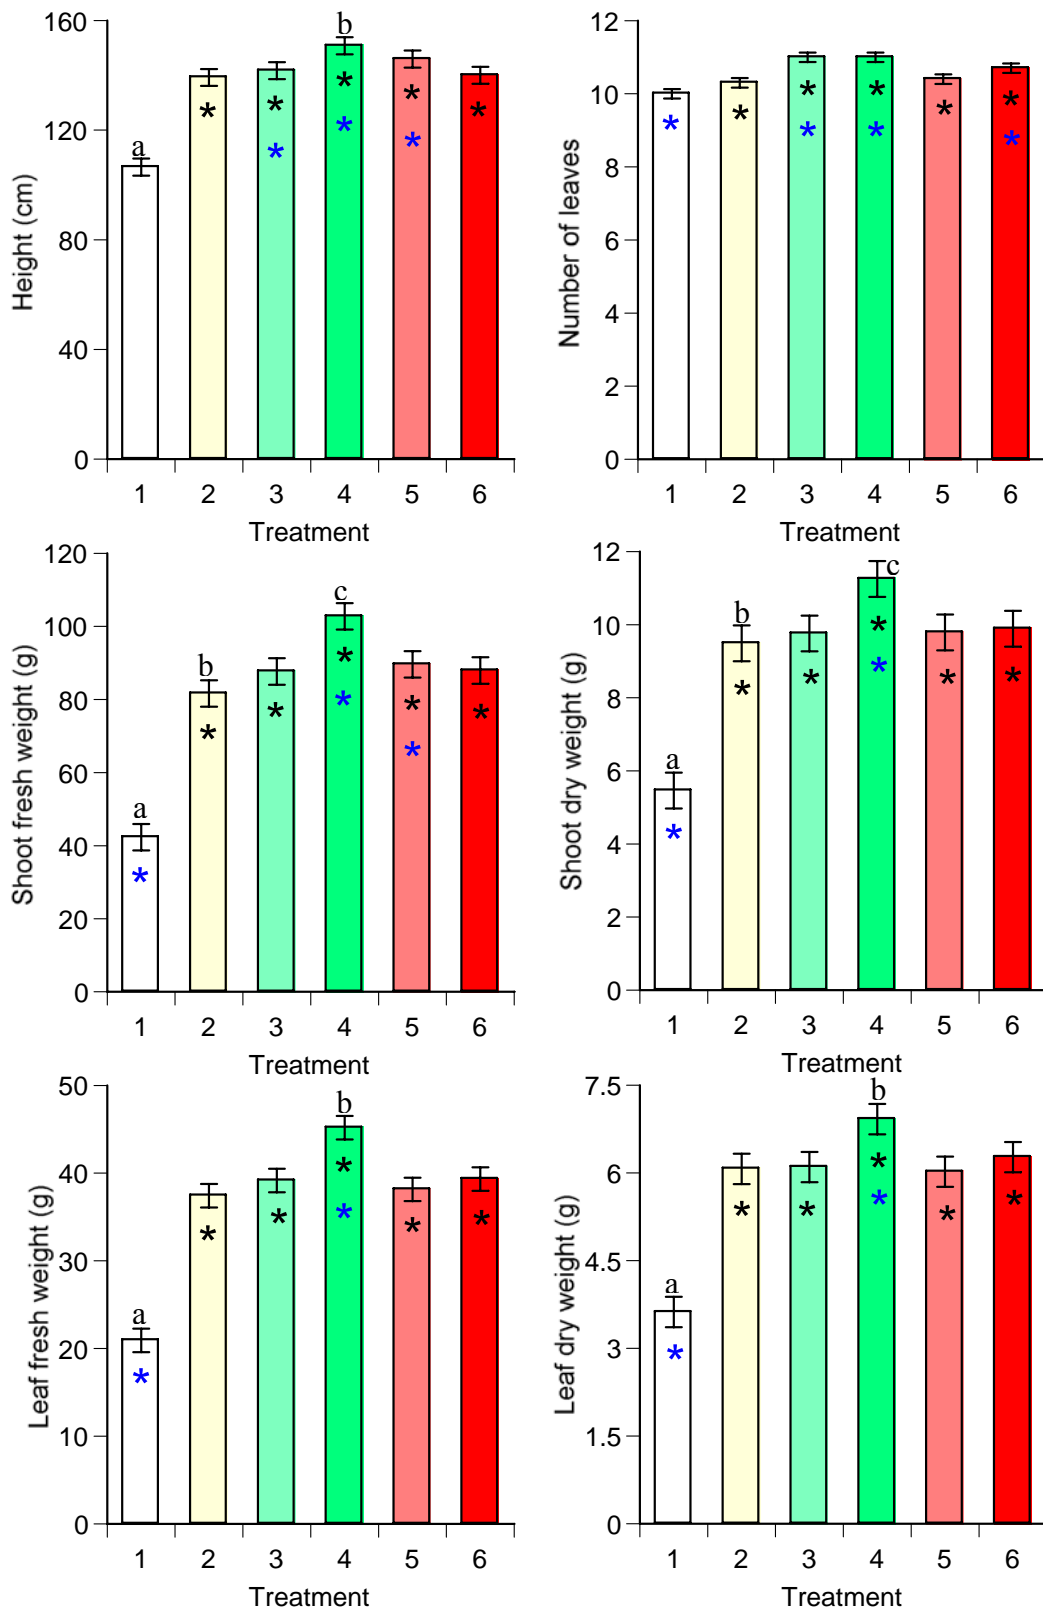 160
120
80
40
0
Height (cm)
a
b
*
* *
* *
* *
*
1 2 3 4 5 6
Treatment
12
10
8
6
4
2
0
Number of leaves
*
*
* *
* *
*
* *
1 2 3 4 5 6
Treatment
120
100
80
60
40
20
0
Shoot fresh weight (g)
a
b
c
*
*
*
* *
* *
*
1 2 3 4 5 6
Treatment
12
10
8
6
4
2
0
Shoot dry weight (g)
a
b
c
*
*
*
* *
*
*
1 2 3 4 5 6
Treatment
50
40
30
20
10
0
Leaf fresh weight (g)
a
b
*
*
*
* *
*
*
1 2 3 4 5 6
Treatment
7.5
6
4.5
3
1.5
0
Leaf dry weight (g)
a
b
*
*
*
* *
*
*
1 2 3 4 5 6
Treatment